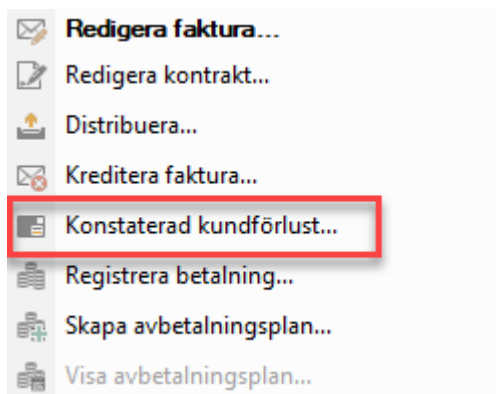 Redigera faktura...
Redigera kontrakt...
Distribuera...
Kreditera faktura...
Konstaterad kundförlust...
Registrera betalning...
Skapa avbetalningsplan...
Visa avbetalningsplan...